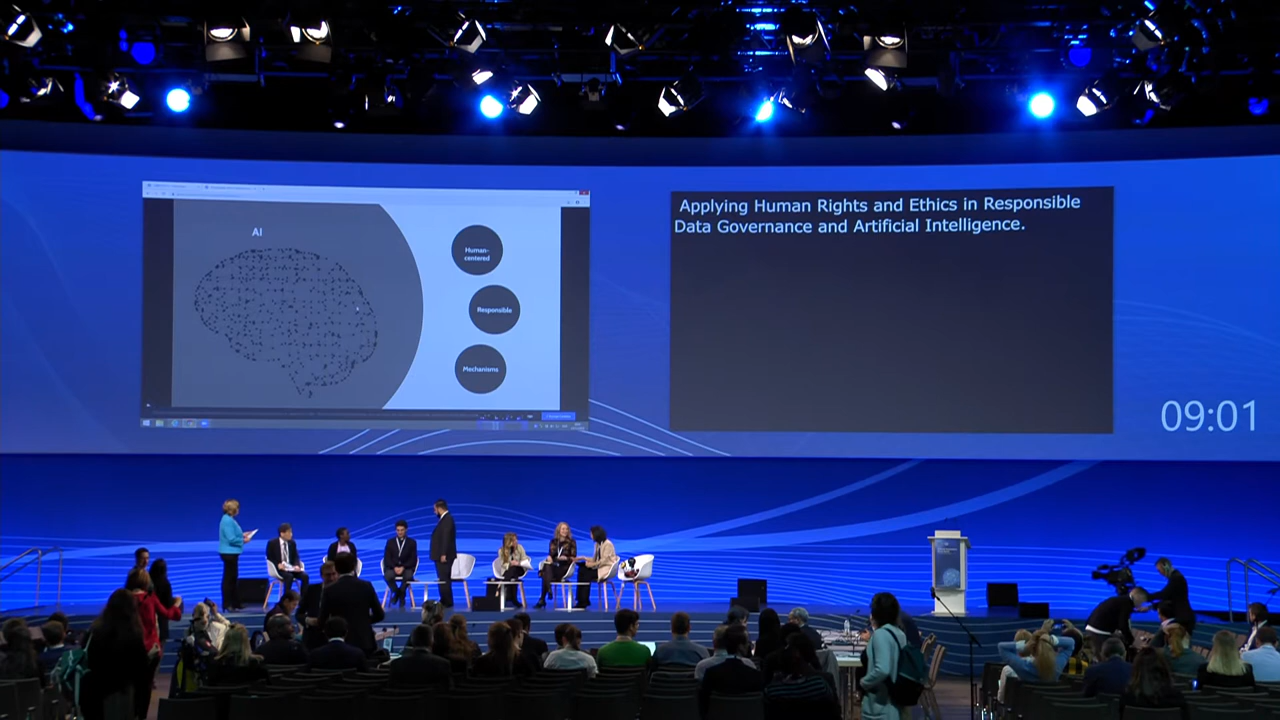 AI
Human-
centered
Responsible
Mechanisms
Applying Human Rights and Ethics in Responsible
Data Governance and Artificial Intelligence.
09:01